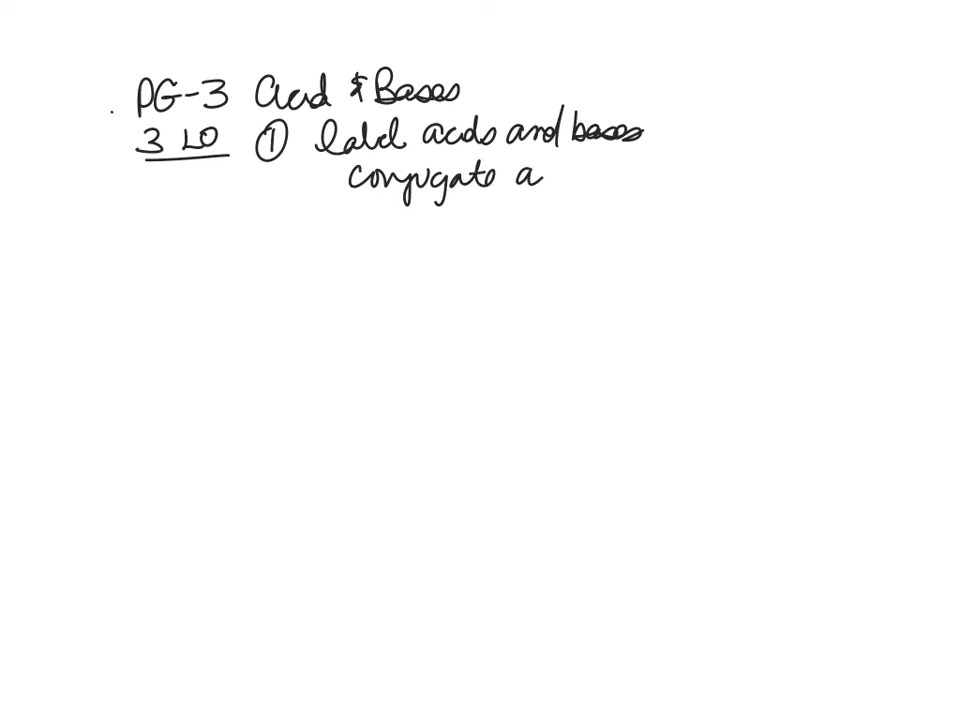 PG-3 Acid & Bases
3 LO ① label acids and bases
conjugate a